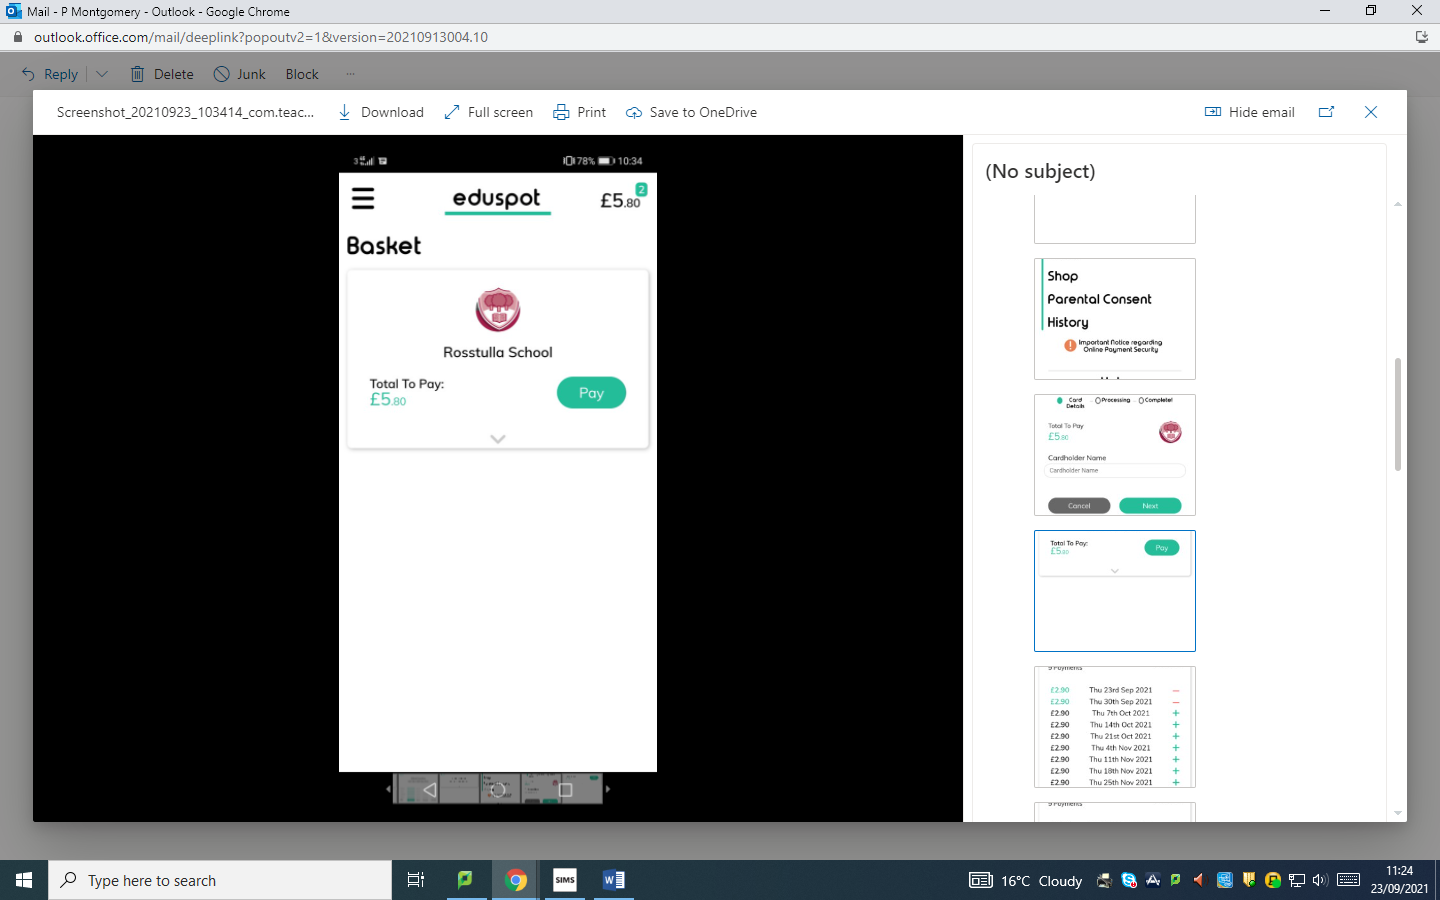 Mail - P Montgomery - Outlook - Google Chrome
outlook.office.com/mail/deeplink?popoutv2=1&version=20210913004.10
Reply Delete Junk Block ...
Screenshot_20210923_103414_com.teac... Download Full screen Print Save to OneDrive Hide email
78% 10:34
eduspot
£5.80 2
Basket
Rosstulla School
Total To Pay:
£5.80
Pay
(No subject)
Shop
Parental Consent
History
Important Notice regarding
Online Payment Security
Card
Details
Processing
Complete!
Total To Pay
£5.80
Cardholder Name
Cardholder Name
Cancel Next
Total To Pay:
£5.80
Pay
9 Payments
£2.90 Thu 23rd Sep 2021 –
£2.90 Thu 30th Sep 2021 –
£2.90 Thu 7th Oct 2021 +
£2.90 Thu 14th Oct 2021 +
£2.90 Thu 21st Oct 2021 +
£2.90 Thu 4th Nov 2021 +
£2.90 Thu 11th Nov 2021 +
£2.90 Thu 18th Nov 2021 +
£2.90 Thu 25th Nov 2021 +
9 Payments
Type here to search
SIMS
16°C Cloudy
11:24
23/09/2021